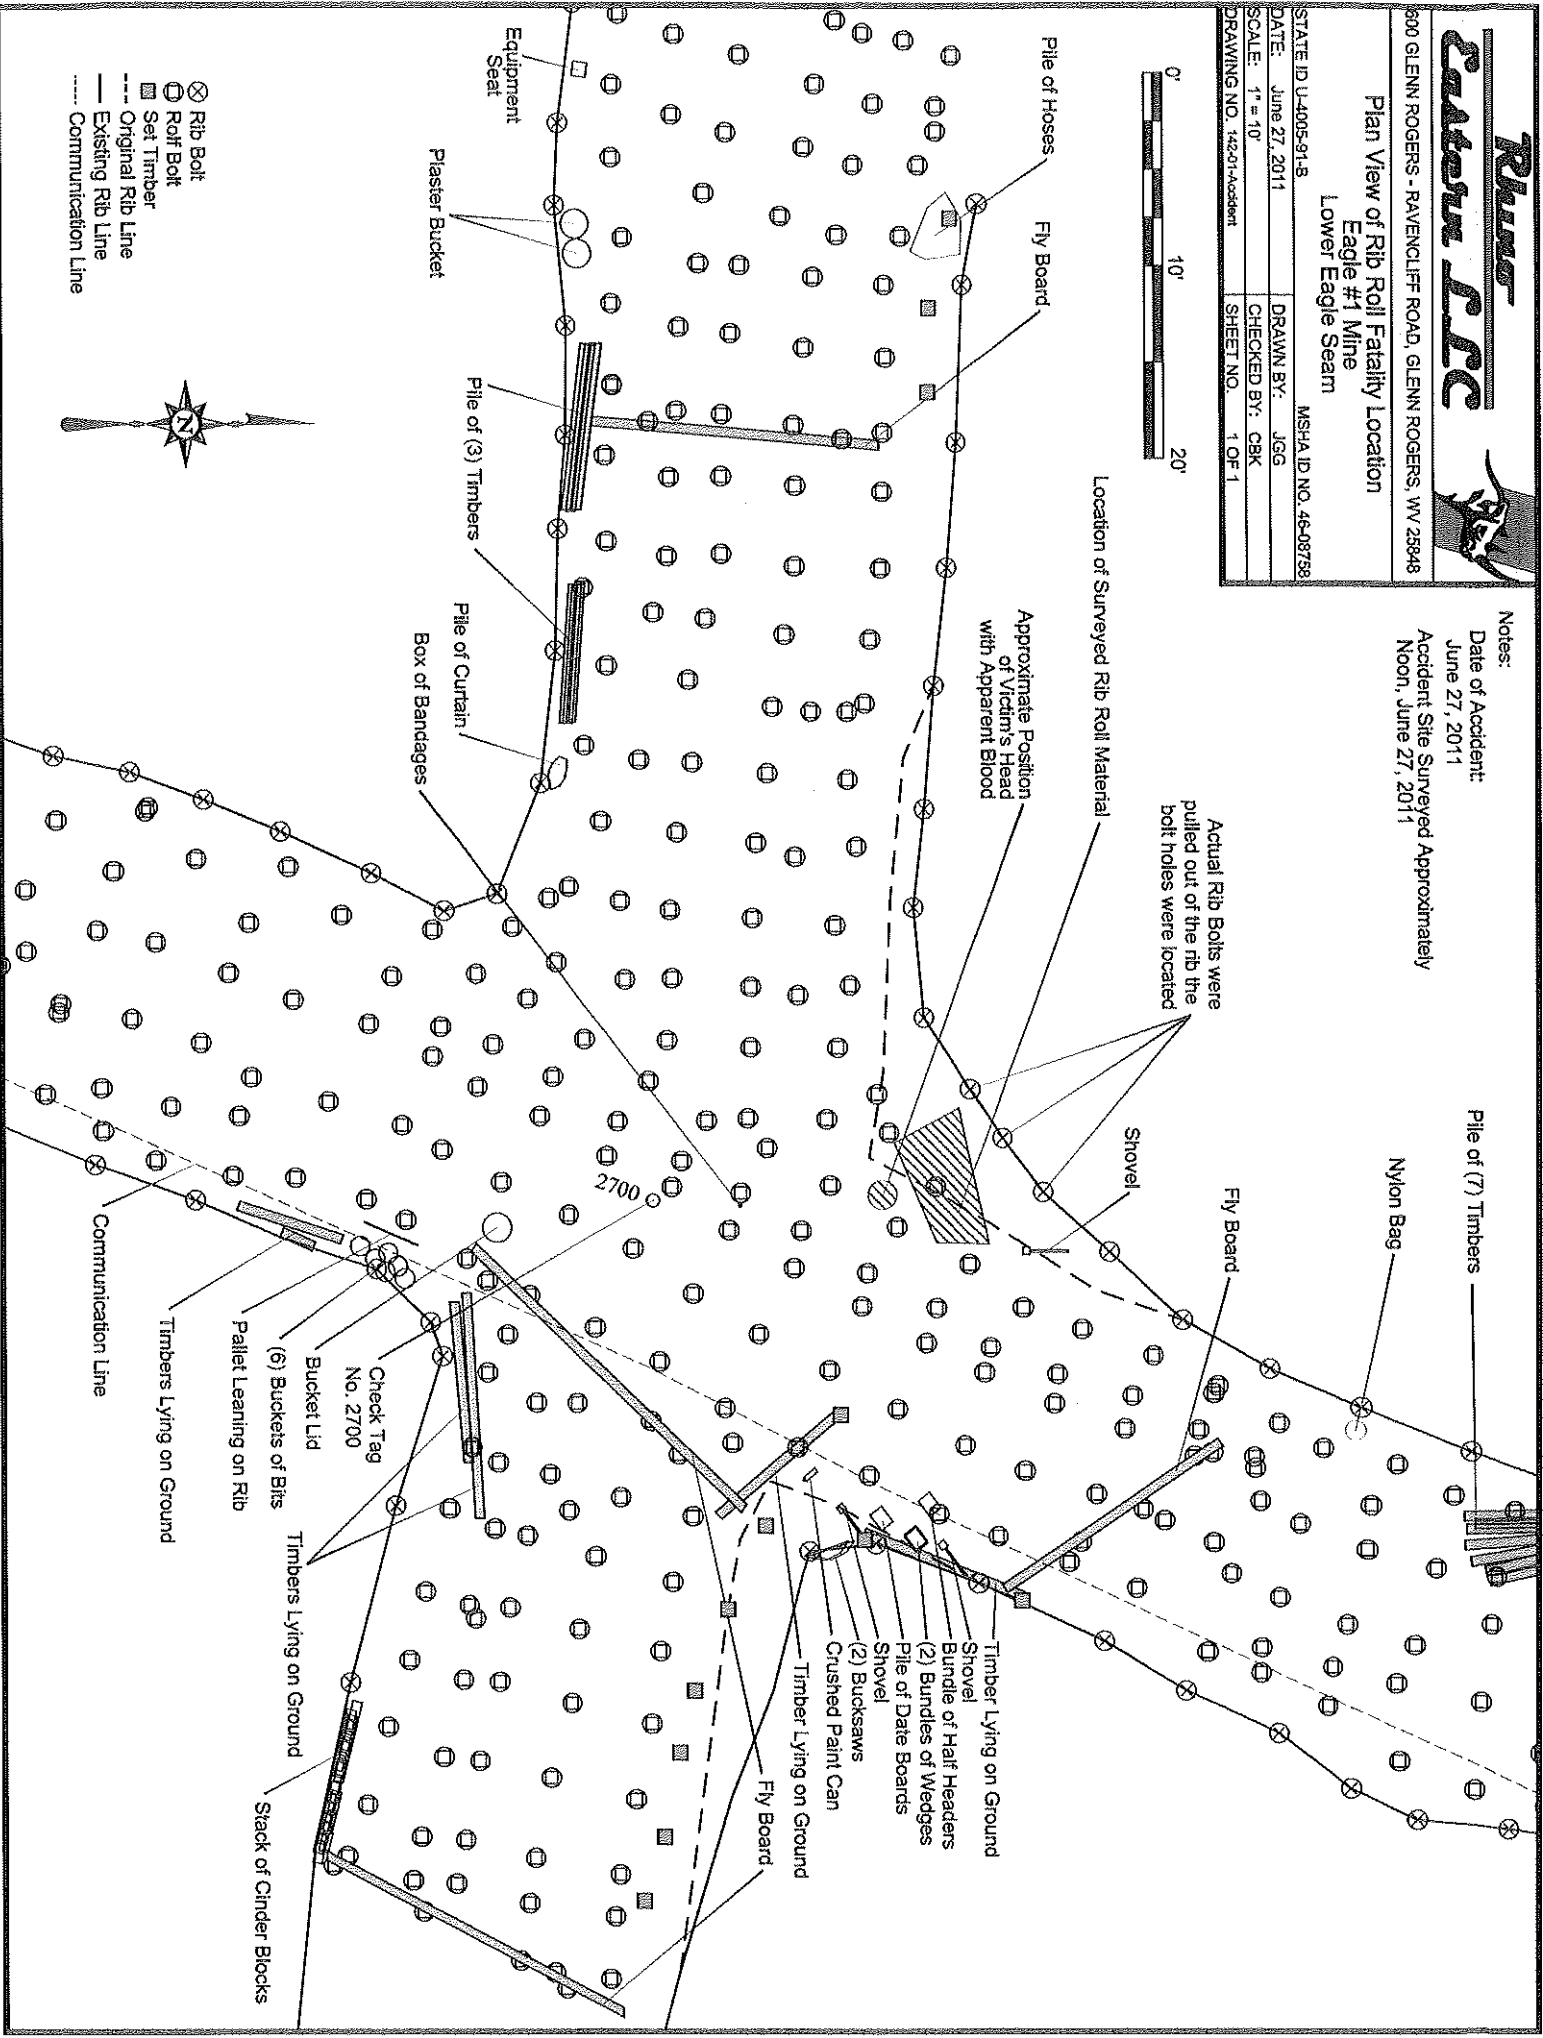 Rhino
Eastern LLC
600 GLENN ROGERS - RAVENCLIFF ROAD, GLENN ROGERS, WV 25848
Plan View of Rib Roll Fatality Location
Eagle #1 Mine
Lower Eagle Seam
STATE ID U-4005-91-B
MSHA ID NO. 46-08758
DATE: June 27, 2011
DRAWN BY: JGG
SCALE: 1" = 10'
CHECKED BY: CBK
DRAWING NO. 142-01-Accident
SHEET NO. 1 OF 1
Notes:
Date of Accident:
June 27, 2011
Accident Site Surveyed Approximately
Noon, June 27, 2011
0'
10'
20'
Pile of Hoses
Fly Board
Location of Surveyed Rib Roll Material
Approximate Position
of Victim's Head
with Apparent Blood
Actual Rib Bolts were
pulled out of the rib the
bolt holes were located
Shovel
Fly Board
Nylon Bag
Pile of (7) Timbers
Equipment
Seat
Plaster Bucket
Pile of (3) Timbers
Pile of Curtain
Box of Bandages
2700
Timber Lying on Ground
Shovel
Bundle of Half Headers
(2) Bundles of Wedges
Pile of Date Boards
Shovel
(2) Bucksaws
Crushed Paint Can
Timber Lying on Ground
Fly Board
Check Tag
No. 2700
Bucket Lid
(6) Buckets of Bits
Pallet Leaning on Rib
Timbers Lying on Ground
Communication Line
Timbers Lying on Ground
Stack of Cinder Blocks
Rib Bolt
Rolf Bolt
Set Timber
Original Rib Line
Existing Rib Line
Communication Line
N